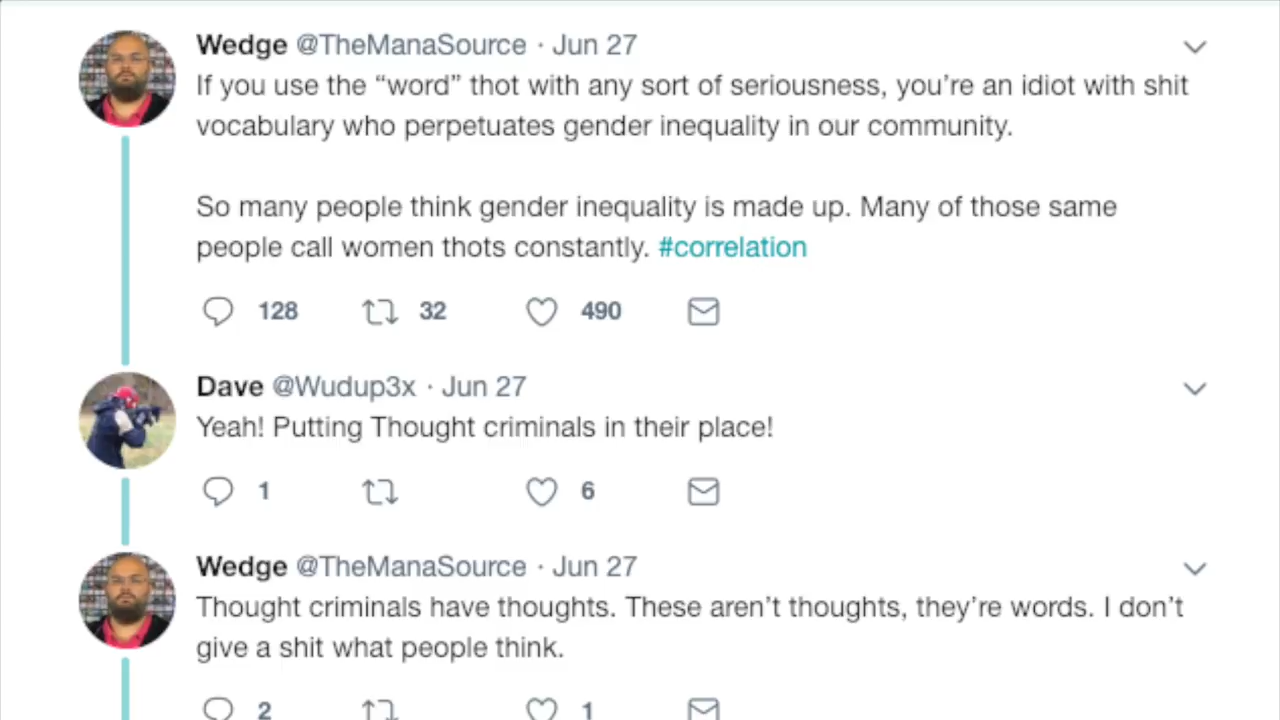 Wedge @TheManaSource · Jun 27
If you use the “word” thot with any sort of seriousness, you’re an idiot with shit
vocabulary who perpetuates gender inequality in our community.
So many people think gender inequality is made up. Many of those same
people call women thots constantly. #correlation
128 32 490
Dave @Wudup3x · Jun 27
Yeah! Putting Thought criminals in their place!
1 6
Wedge @TheManaSource · Jun 27
Thought criminals have thoughts. These aren’t thoughts, they’re words. I don’t
give a shit what people think.
2 1